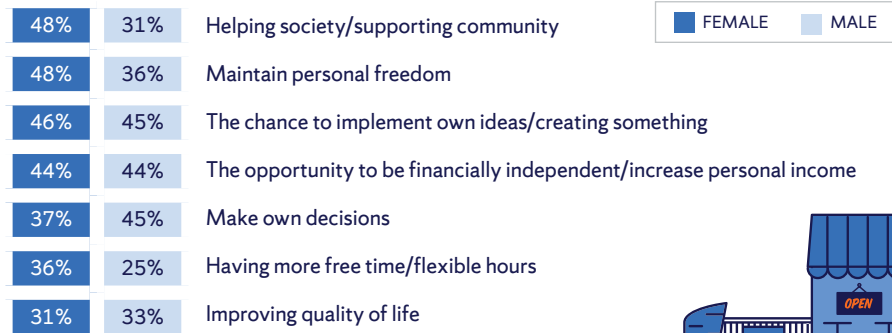 48% 31% Helping society/supporting community
FEMALE MALE
48% 36% Maintain personal freedom
46% 45% The chance to implement own ideas/creating something
44% 44% The opportunity to be financially independent/increase personal income
37% 45% Make own decisions
36% 25% Having more free time/flexible hours
31% 33% Improving quality of life
OPEN